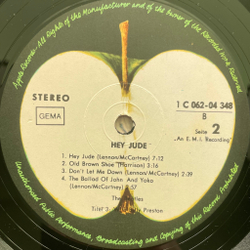 Apple Records · All Rights of the Manufacturer and of the Owner of the Recorded Work Reserved
STEREO
GEMA
1 C 062-04 348
B
Seite 2
„An E.M.I. Recording"
HEY JUDE
1. Hey Jude (Lennon/McCartney) 7:12
2. Old Brown Shoe (Harrison) 3:16
3. Don't Let Me Down (Lennon/McCartney) 2:39
4. The Ballad Of John And Yoko
(Lennon/McCartney) 2:57
The
Preston
Unauthorised Public Performance, Broadcasting and Copying of this Record Prohibited